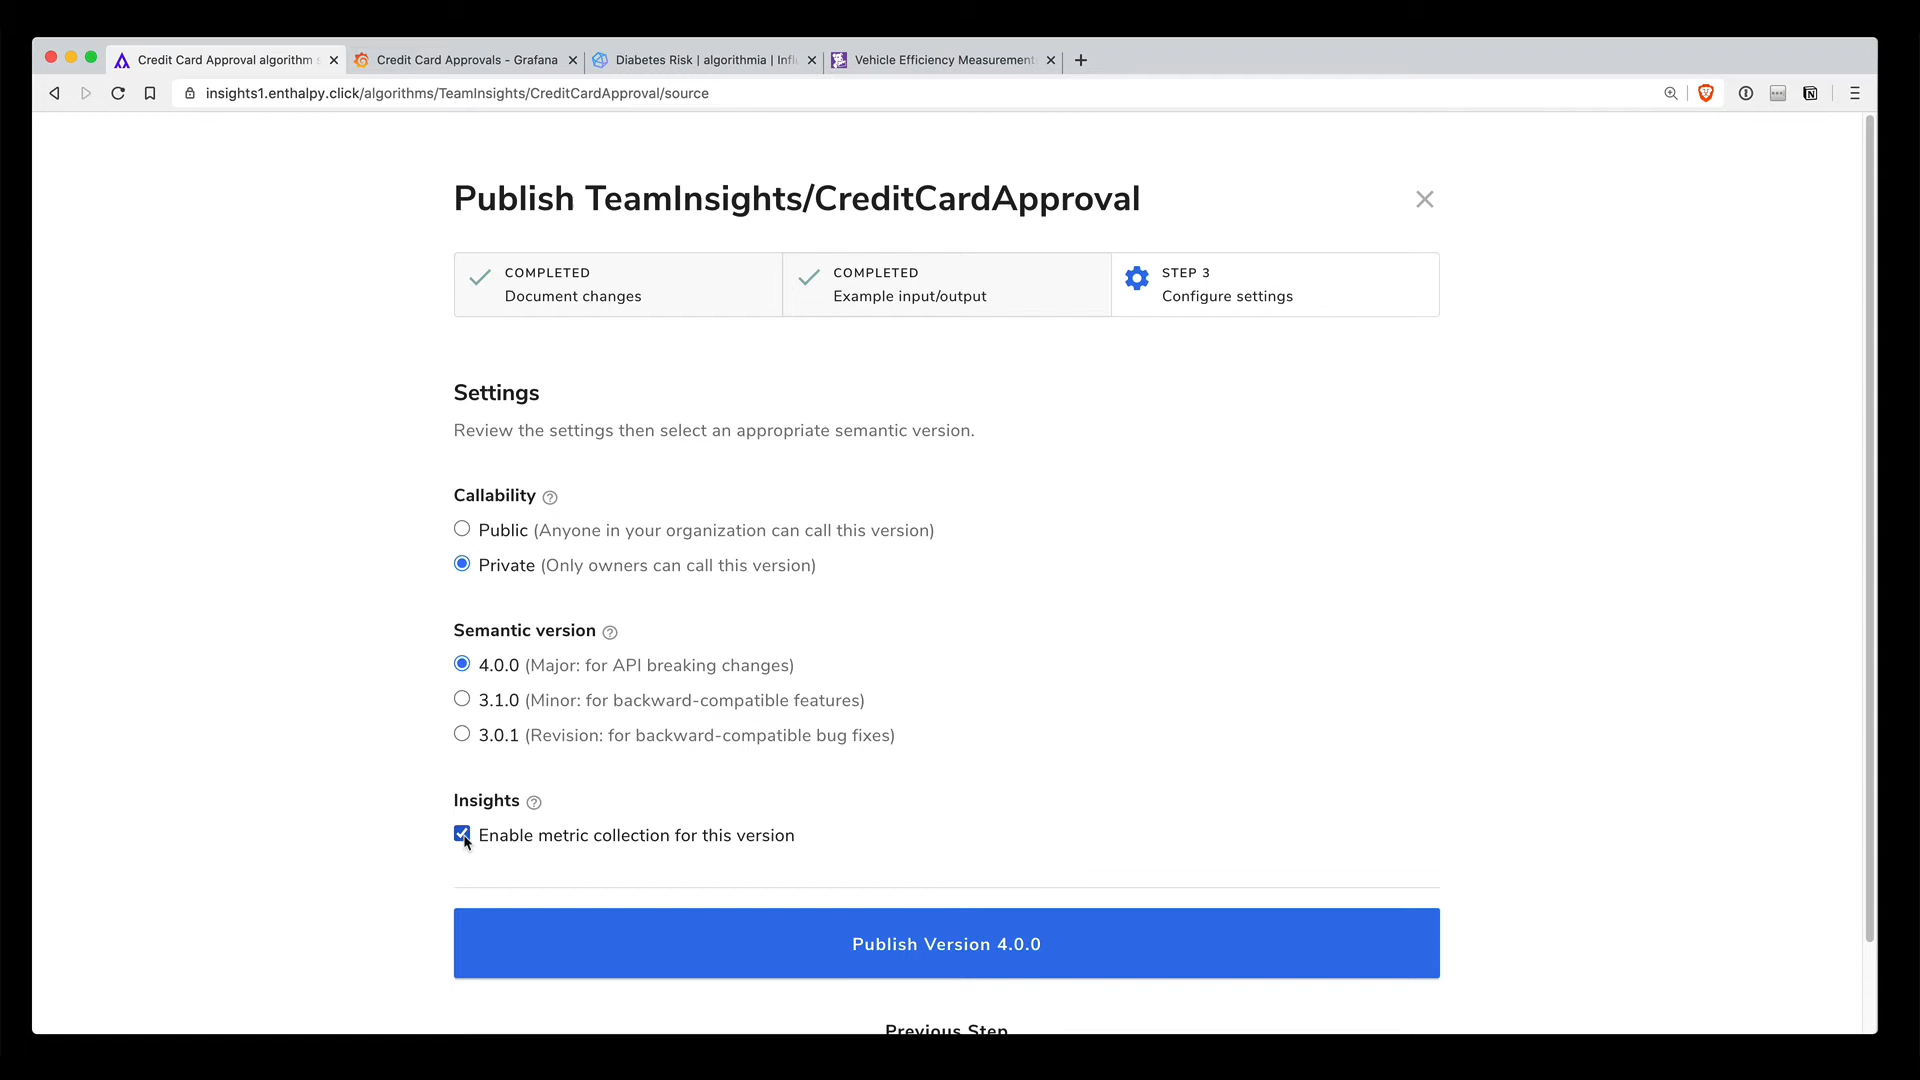 Credit Card Approval algorithm
Credit Card Approvals - Grafana
Diabetes Risk | algorithmia | Infl
Vehicle Efficiency Measurement
insights1.enthalpy.click/algorithms/TeamInsights/CreditCardApproval/source
Publish TeamInsights/CreditCardApproval
COMPLETED
Document changes
COMPLETED
Example input/output
STEP 3
Configure settings
Settings
Review the settings then select an appropriate semantic version.
Callability
Public (Anyone in your organization can call this version)
Private (Only owners can call this version)
Semantic version
4.0.0 (Major: for API breaking changes)
3.1.0 (Minor: for backward-compatible features)
3.0.1 (Revision: for backward-compatible bug fixes)
Insights
Enable metric collection for this version
Publish Version 4.0.0
Previous Step